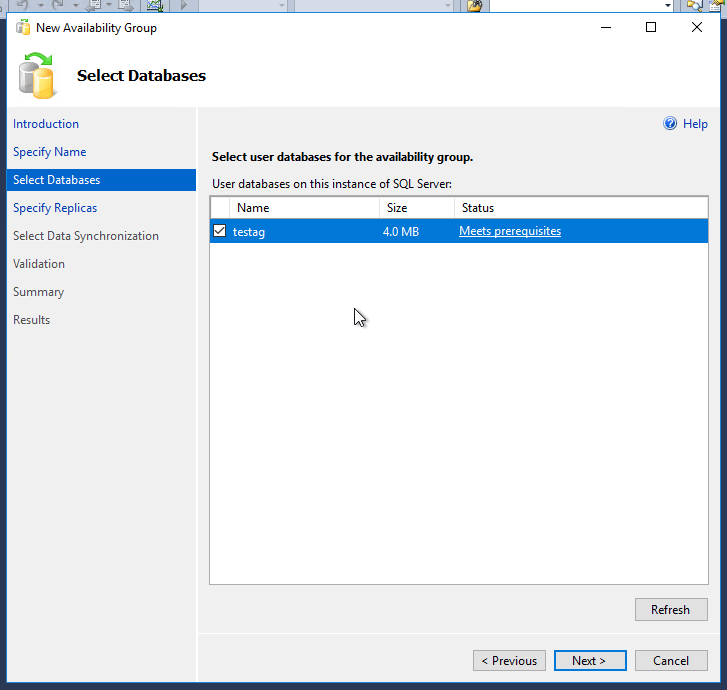 New Availability Group
Select Databases
Introduction
Help
Specify Name
Select user databases for the availability group.
Select Databases
User databases on this instance of SQL Server:
Specify Replicas
Name Size Status
Select Data Synchronization
testag 4.0 MB Meets prerequisites
Validation
Summary
Results
Refresh
< Previous Next > Cancel